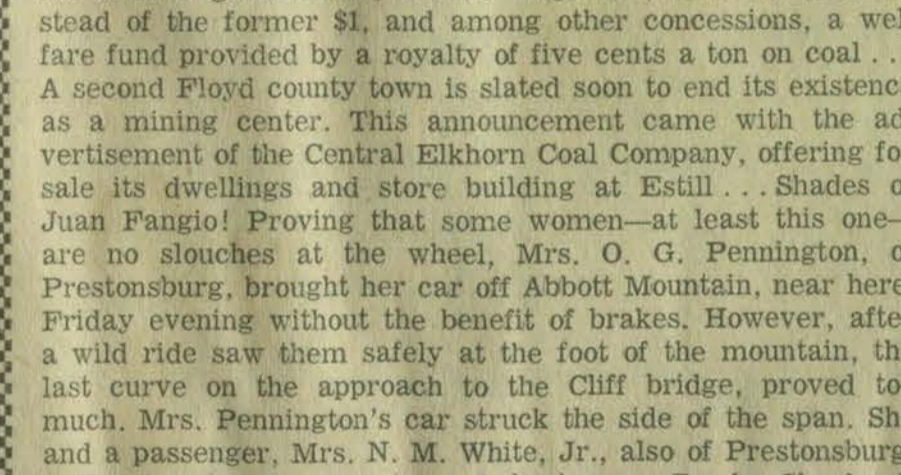 stead of the former $1, and among other concessions, a wel
fare fund provided by a royalty of five cents a ton on coal . .
A second Floyd county town is slated soon to end its existenc
as a mining center. This announcement came with the ad
vertisement of the Central Elkhorn Coal Company, offering fo
sale its dwellings and store building at Estill . . . Shades o
Juan Fangio! Proving that some women—at least this one—
are no slouches at the wheel, Mrs. O. G. Pennington, o
Prestonsburg, brought her car off Abbott Mountain, near here
Friday evening without the benefit of brakes. However, afte
a wild ride saw them safely at the foot of the mountain, th
last curve on the approach to the Cliff bridge, proved to
much. Mrs. Pennington's car struck the side of the span. Sh
and a passenger, Mrs. N. M. White, Jr., also of Prestonsburg